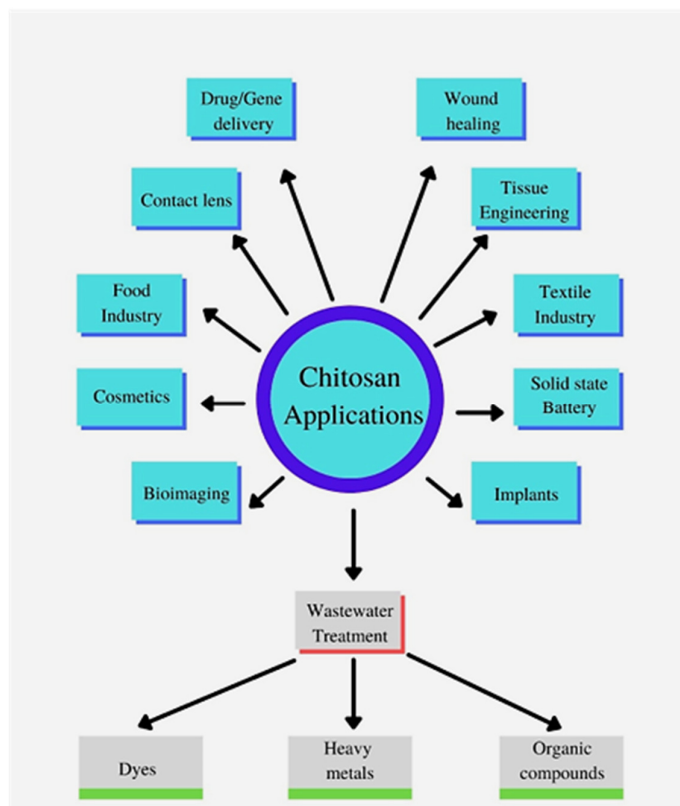 Drug/Gene
delivery
Wound
healing
Contact lens
Tissue
Engineering
Food
Industry
Textile
Industry
Chitosan
Applications
Cosmetics
Solid state
Battery
Bioimaging
Implants
Wastewater
Treatment
Dyes
Heavy
metals
Organic
compounds